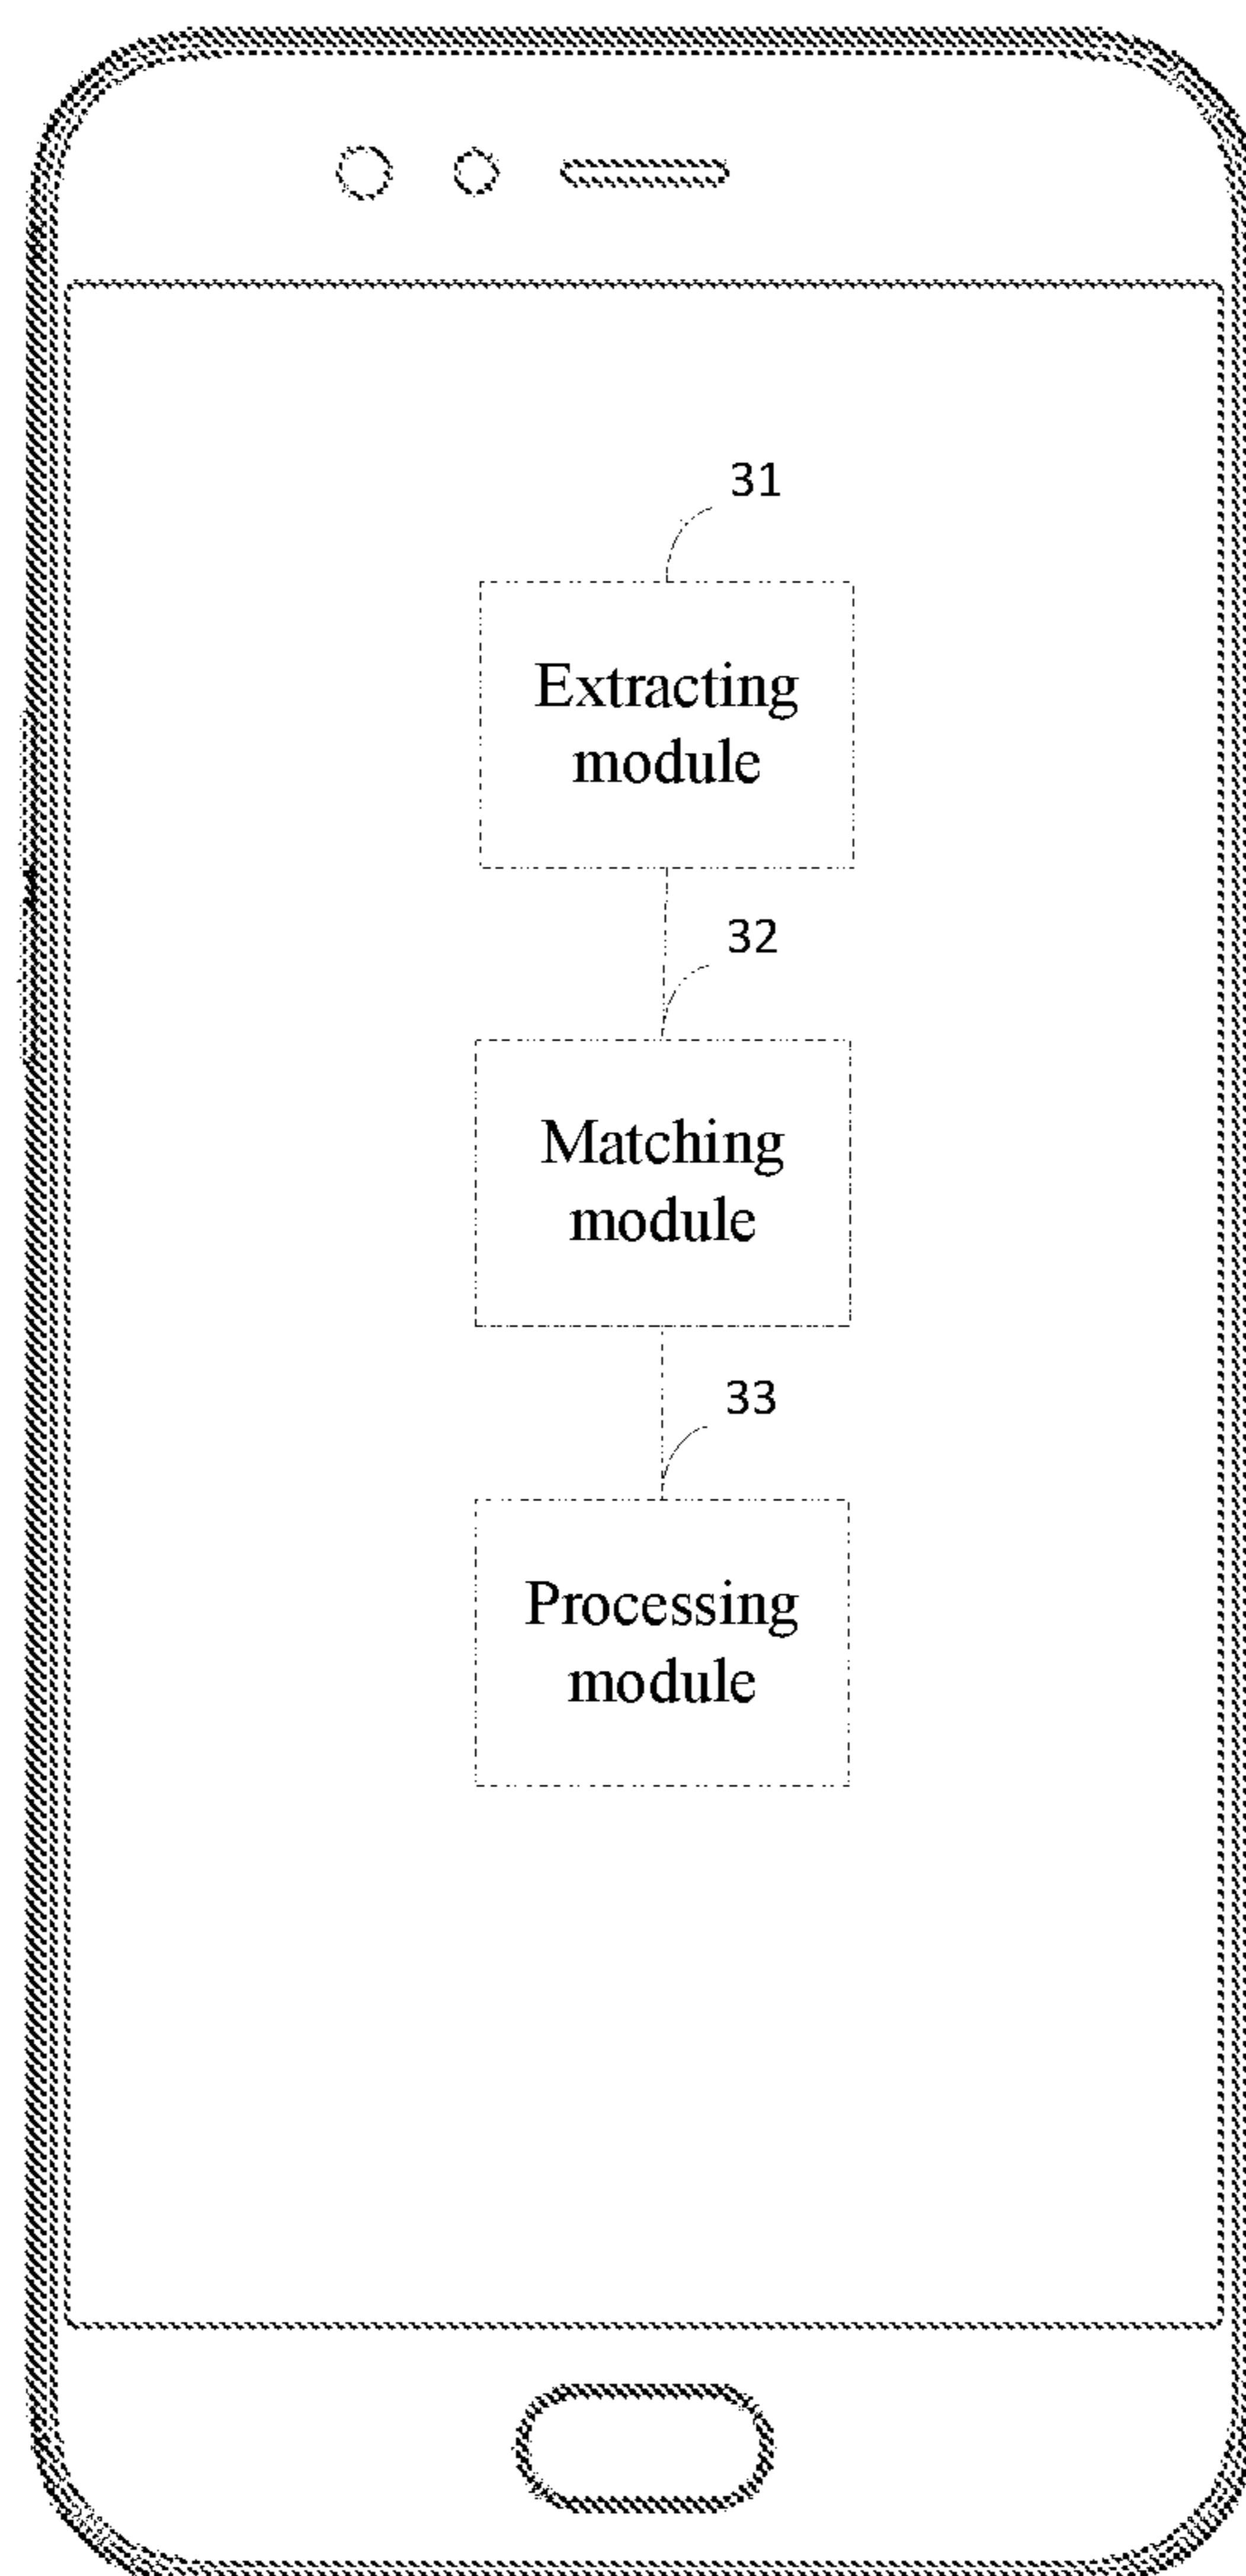 31
Extracting
module
32
Matching
module
33
Processing
module